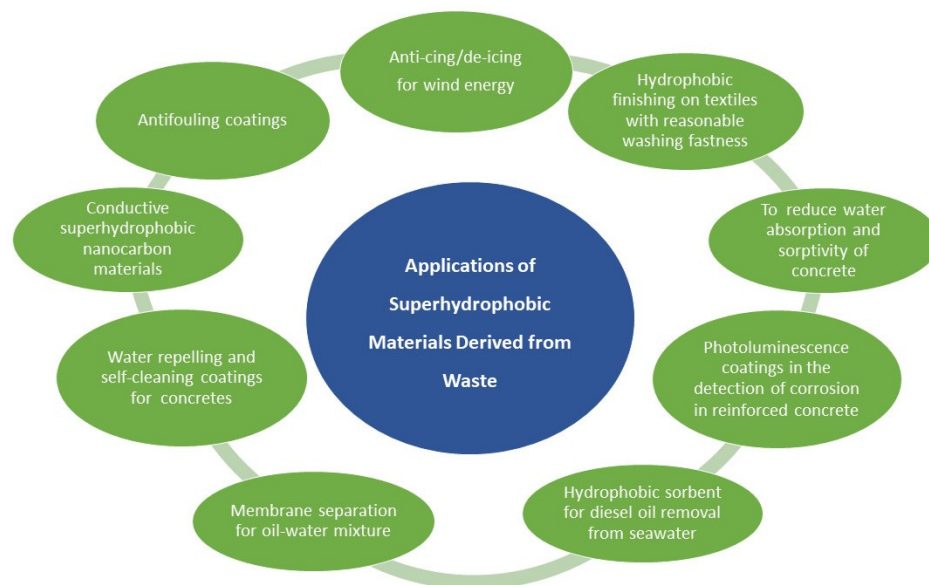 Anti-cing/de-icing
for wind energy
Hydrophobic
finishing on textiles
with reasonable
washing fastness
To reduce water
absorption and
sorptivity of
concrete
Photoluminescence
coatings in the
detection of corrosion
in reinforced concrete
Hydrophobic sorbent
for diesel oil removal
from seawater
Membrane separation
for oil-water mixture
Water repelling and
self-cleaning coatings
for concretes
Conductive
superhydrophobic
nanocarbon
materials
Antifouling coatings
Applications of
Superhydrophobic
Materials Derived from
Waste